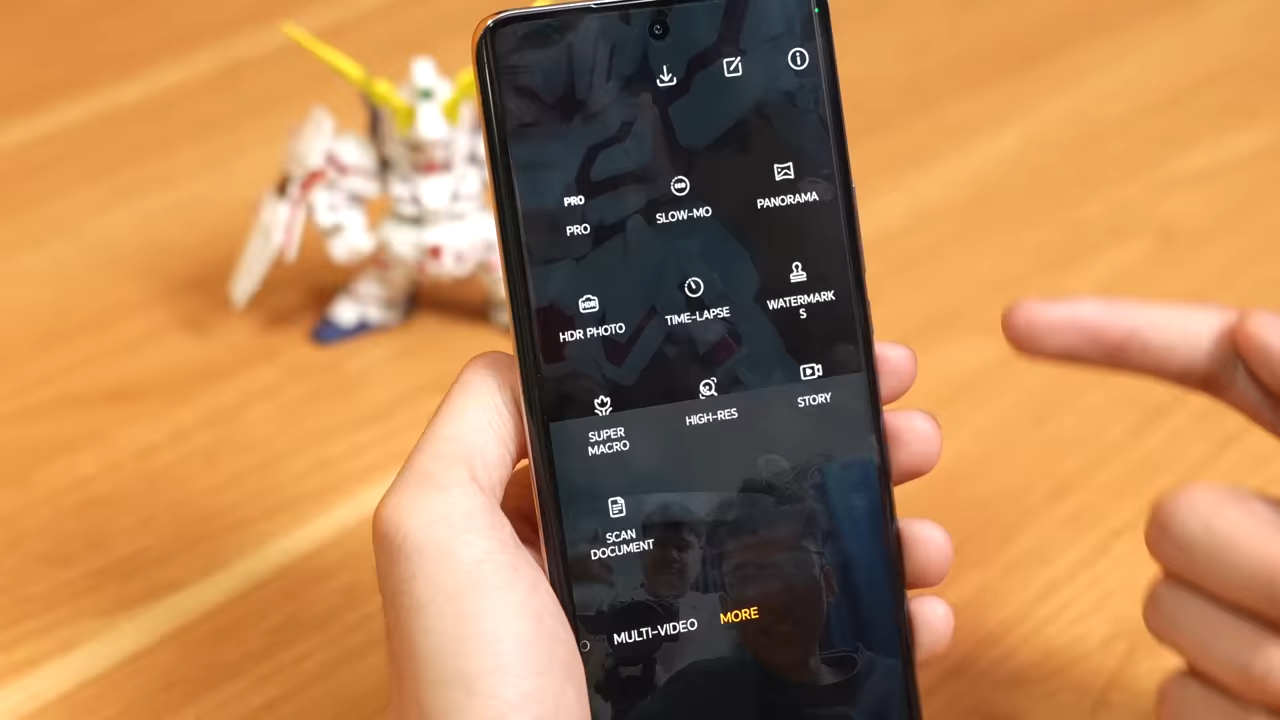 PRO
PRO
SLOW-MO
PANORAMA
HDR
HDR PHOTO
TIME-LAPSE
WATERMARK
S
SUPER
MACRO
HIGH-RES
STORY
SCAN
DOCUMENT
MULTI-VIDEO
MORE